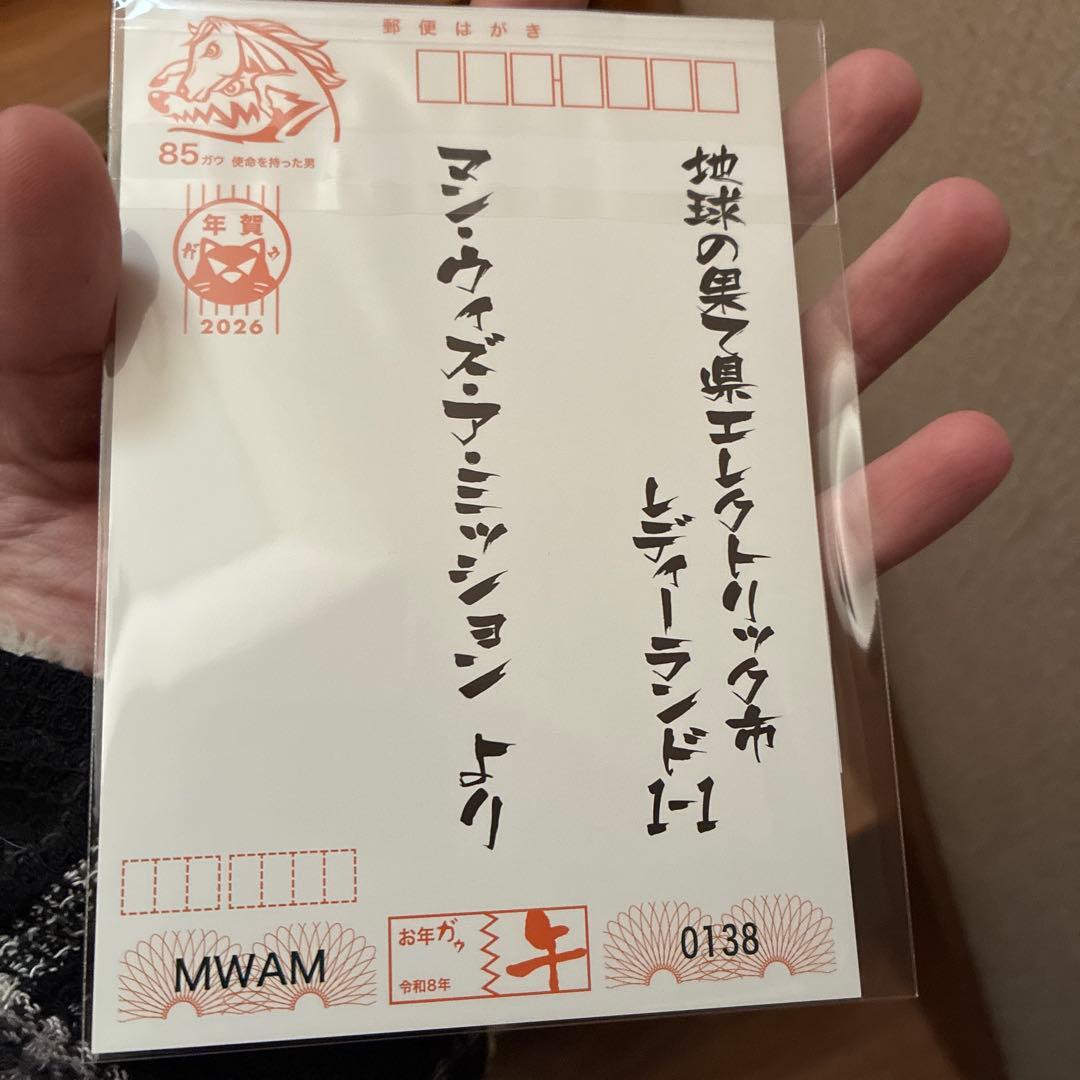 郵便はがき
85ガウ 使命を持った男
年賀
ガウ
2026
地球の果て県エレクトリック市
レディーランド1-1
マン・ウィズ・ア・ミッション より
MWAM
お年ガゥ
令和8年
午
0138